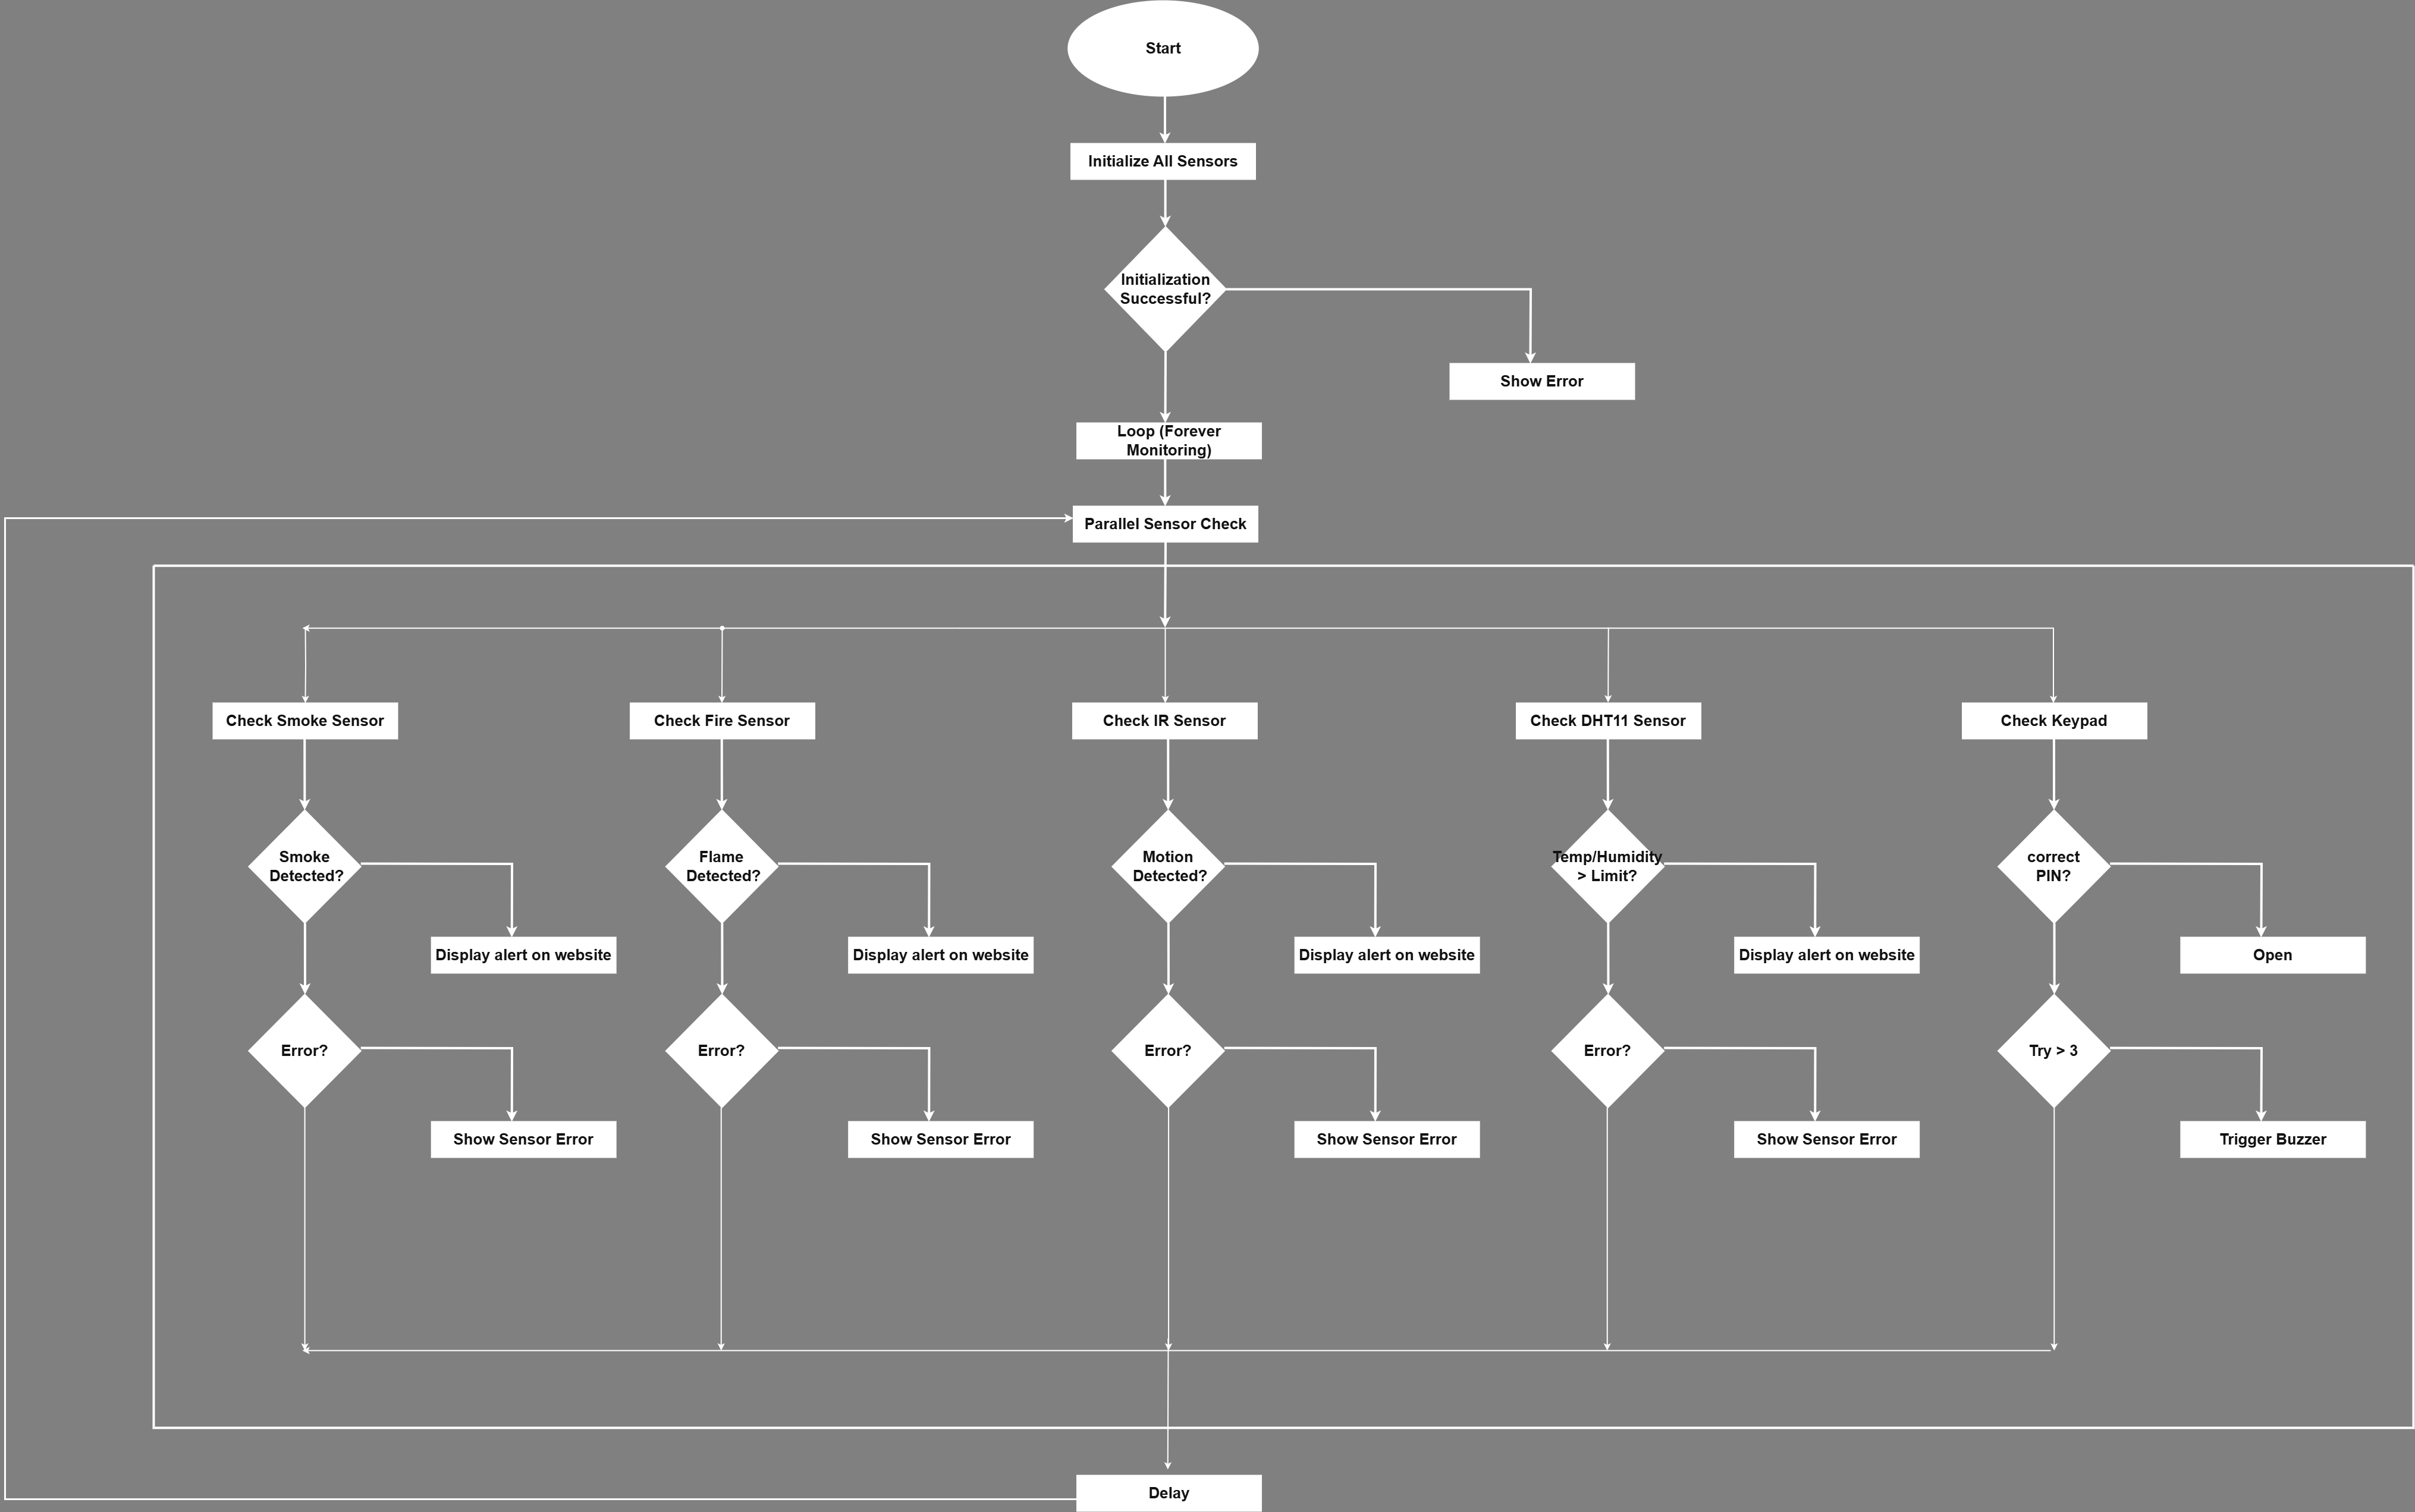 Start
Initialize All Sensors
Initialization
Successful?
Show Error
Loop (Forever
Monitoring)
Parallel Sensor Check
Check Smoke Sensor
Check Fire Sensor
Check IR Sensor
Check DHT11 Sensor
Check Keypad
Smoke
Detected?
Flame
Detected?
Motion
Detected?
Temp/Humidity
> Limit?
correct
PIN?
Display alert on website
Display alert on website
Display alert on website
Display alert on website
Open
Error?
Error?
Error?
Error?
Try > 3
Show Sensor Error
Show Sensor Error
Show Sensor Error
Show Sensor Error
Trigger Buzzer
Delay